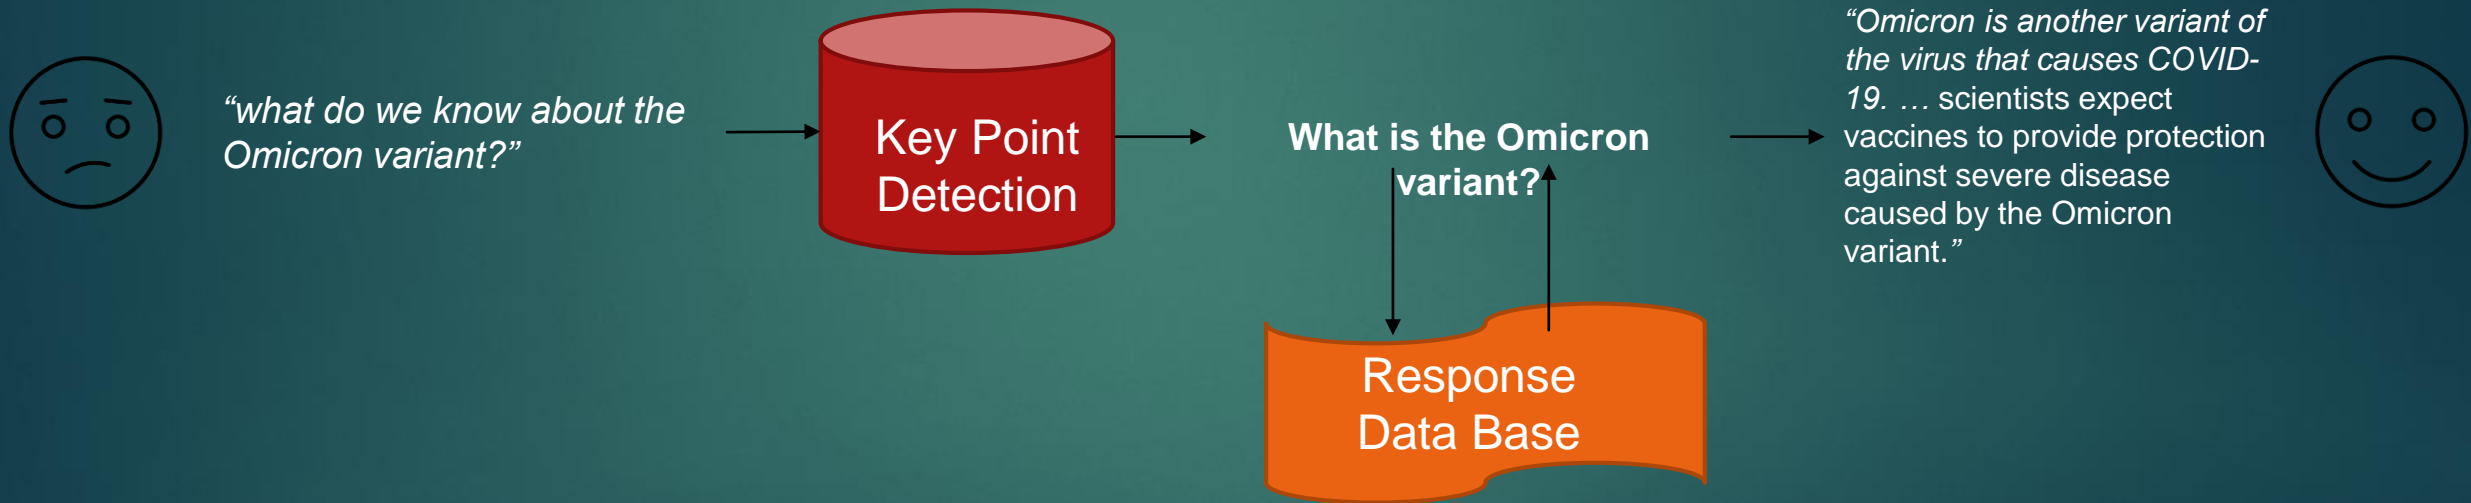 “what do we know about the
Omicron variant?”
Key Point
Detection
What is the Omicron
variant?
Response
Data Base
“Omicron is another variant of
the virus that causes COVID-
19. … scientists expect
vaccines to provide protection
against severe disease
caused by the Omicron
variant.”